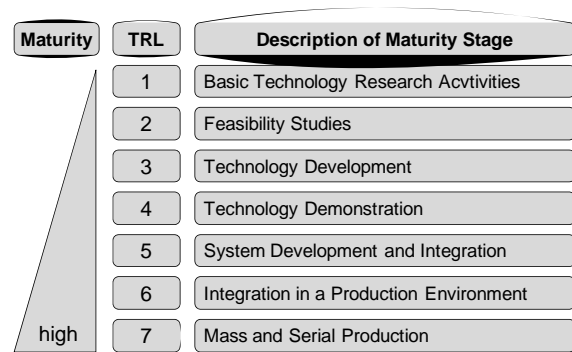 Maturity TRL Description of Maturity Stage
1 Basic Technology Research Acvtivities
2 Feasibility Studies
3 Technology Development
4 Technology Demonstration
5 System Development and Integration
6 Integration in a Production Environment
high 7 Mass and Serial Production